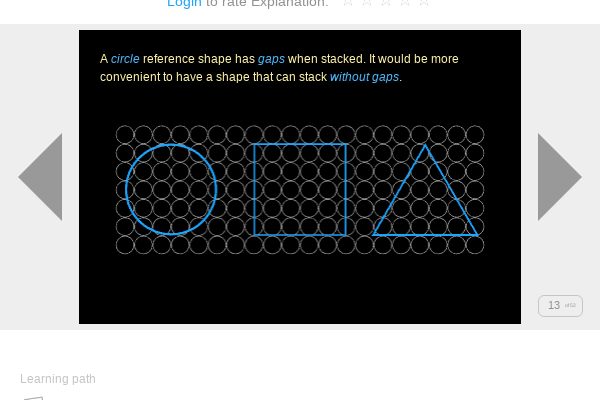 Login to rate Explanation.
A circle reference shape has gaps when stacked. It would be more
convenient to have a shape that can stack without gaps.
13
Learning path